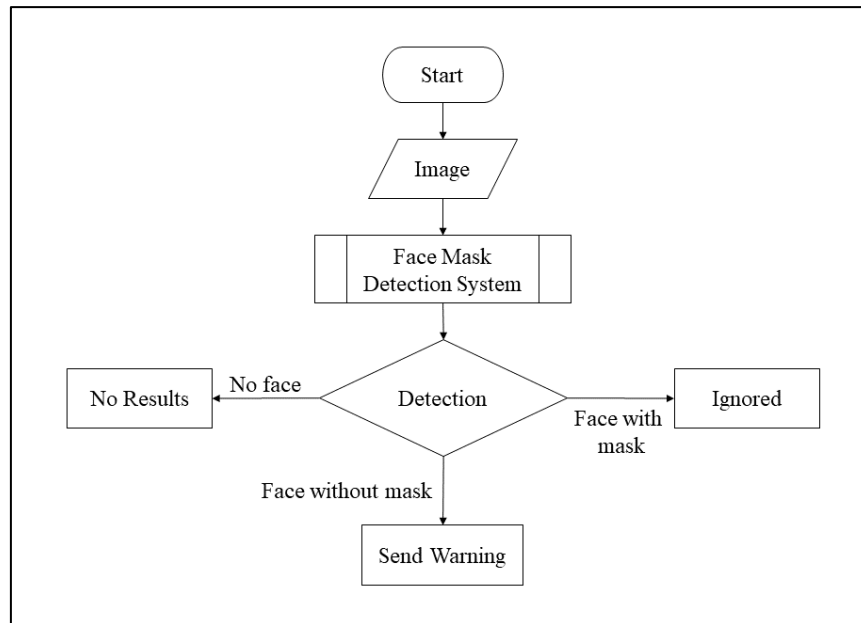 Start
Image
Face Mask
Detection System
No Results
No face
Detection
Face with
mask
Ignored
Face without mask
Send Warning